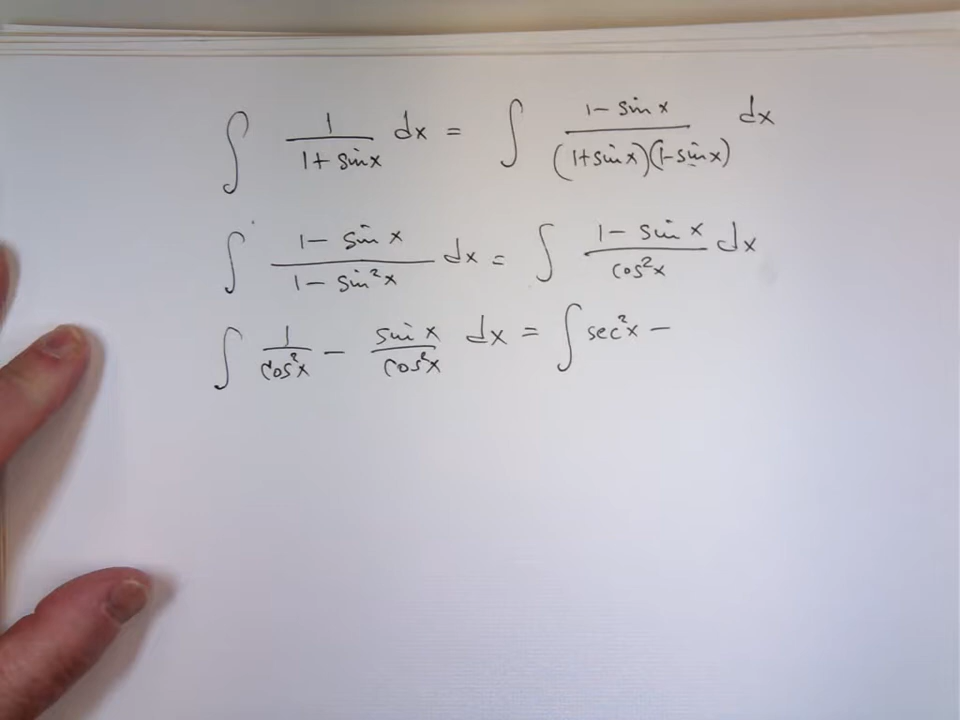 ∫ 1/(1 + sin x) dx = ∫ (1 - sin x)/((1 + sin x)(1 - sin x)) dx
∫ (1 - sin x)/(1 - sin²x) dx = ∫ (1 - sin x)/(cos²x) dx
∫ 1/(cos²x) - (sin x)/(cos²x) dx = ∫ sec²x -